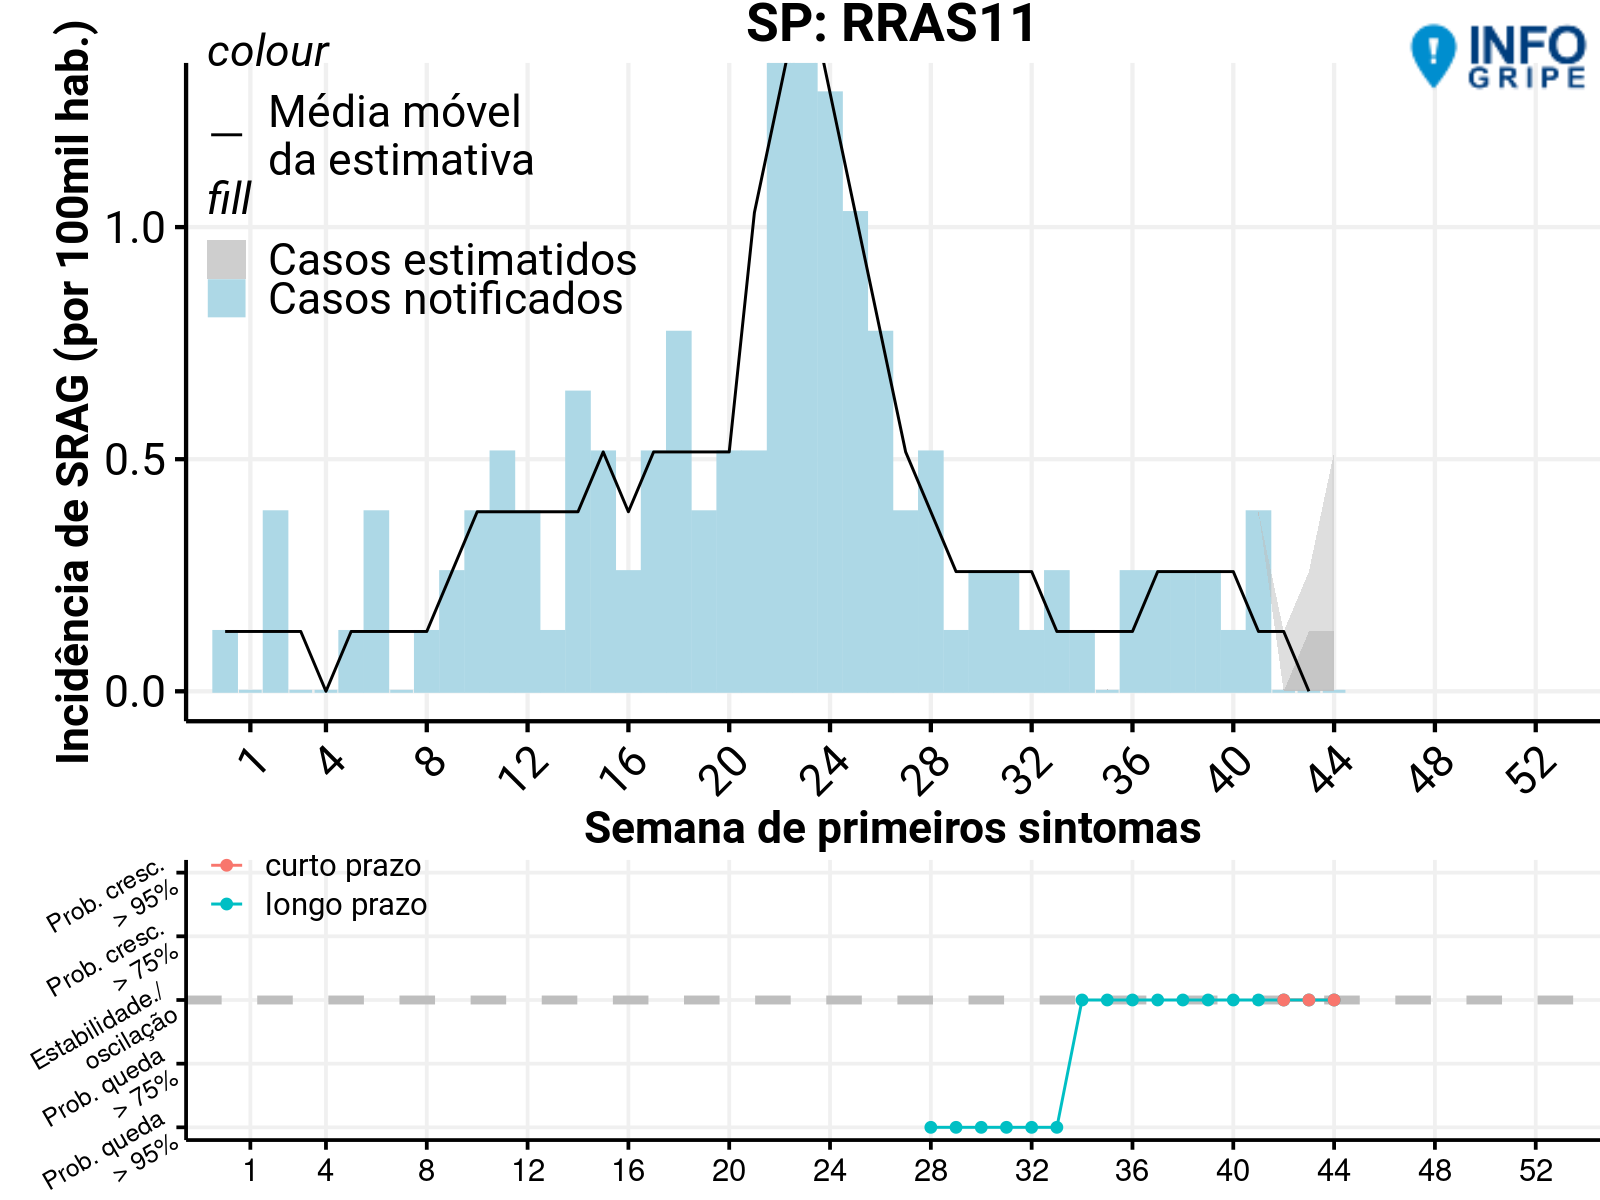 SP: RRAS11
INFO
GRIPE
Incidência de SRAG (por 100mil hab.)
colour
Média móvel
da estimativa
fill
Casos estimatidos
Casos notificados
1.0
0.5
0.0
1 4 8 12 16 20 24 28 32 36 40 44 48 52
Semana de primeiros sintomas
curto prazo
longo prazo
Prob. cresc.
> 95%
Prob. cresc.
> 75%
Estabilidade./
oscilação
Prob. queda
> 75%
Prob. queda
> 95%
1 4 8 12 16 20 24 28 32 36 40 44 48 52